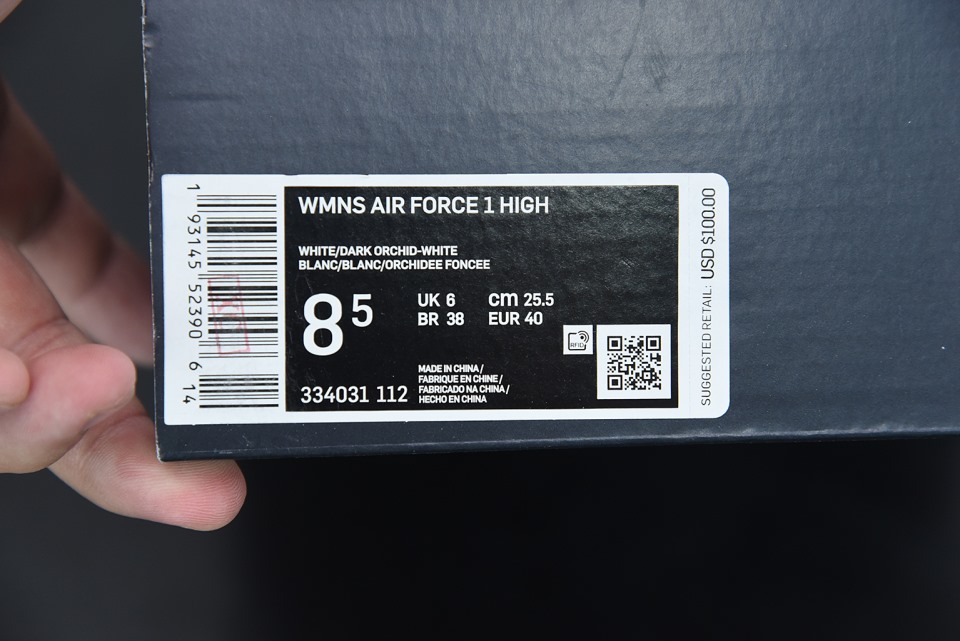 WMNS AIR FORCE 1 HIGH
WHITE/DARK ORCHID-WHITE
BLANC/BLANC/ORCHIDEE FONCEE
8 5
UK 6 cm 25.5
BR 38 EUR 40
RFID
334031 112
MADE IN CHINA /
FABRIQUE EN CHINE /
FABRICADO NA CHINA /
HECHO EN CHINA
1 93145 52390 6 14
SUGGESTED RETAIL: USD $100.00